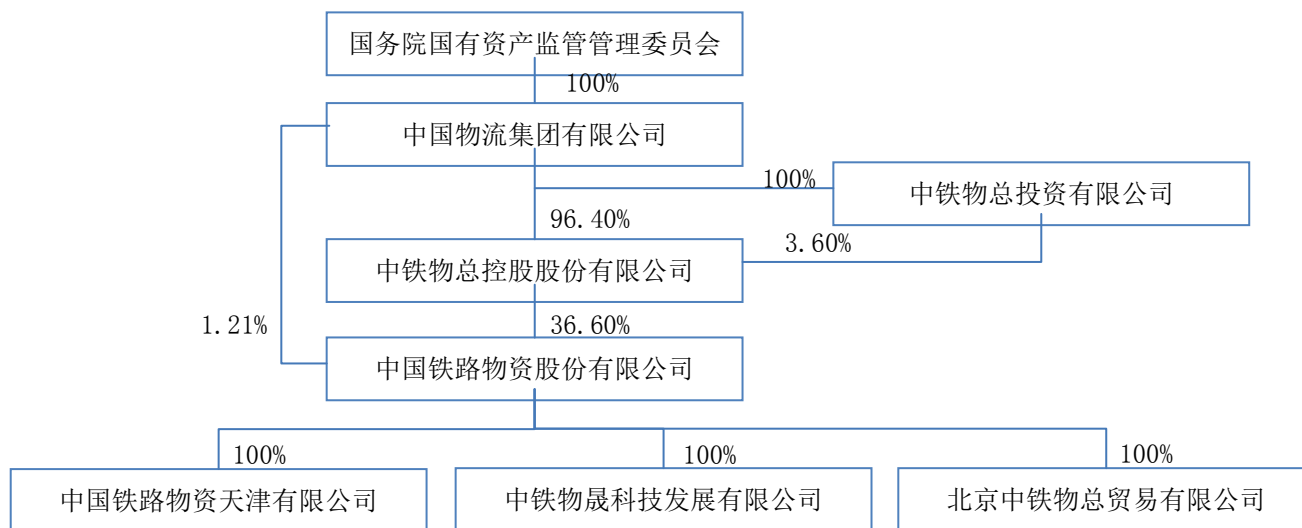 国务院国有资产监管管理委员会
100%
中国物流集团有限公司
100%
中铁物总投资有限公司
96.40%
3.60%
中铁物总控股股份有限公司
1.21%
36.60%
中国铁路物资股份有限公司
100%
100%
100%
中国铁路物资天津有限公司
中铁物晟科技发展有限公司
北京中铁物总贸易有限公司